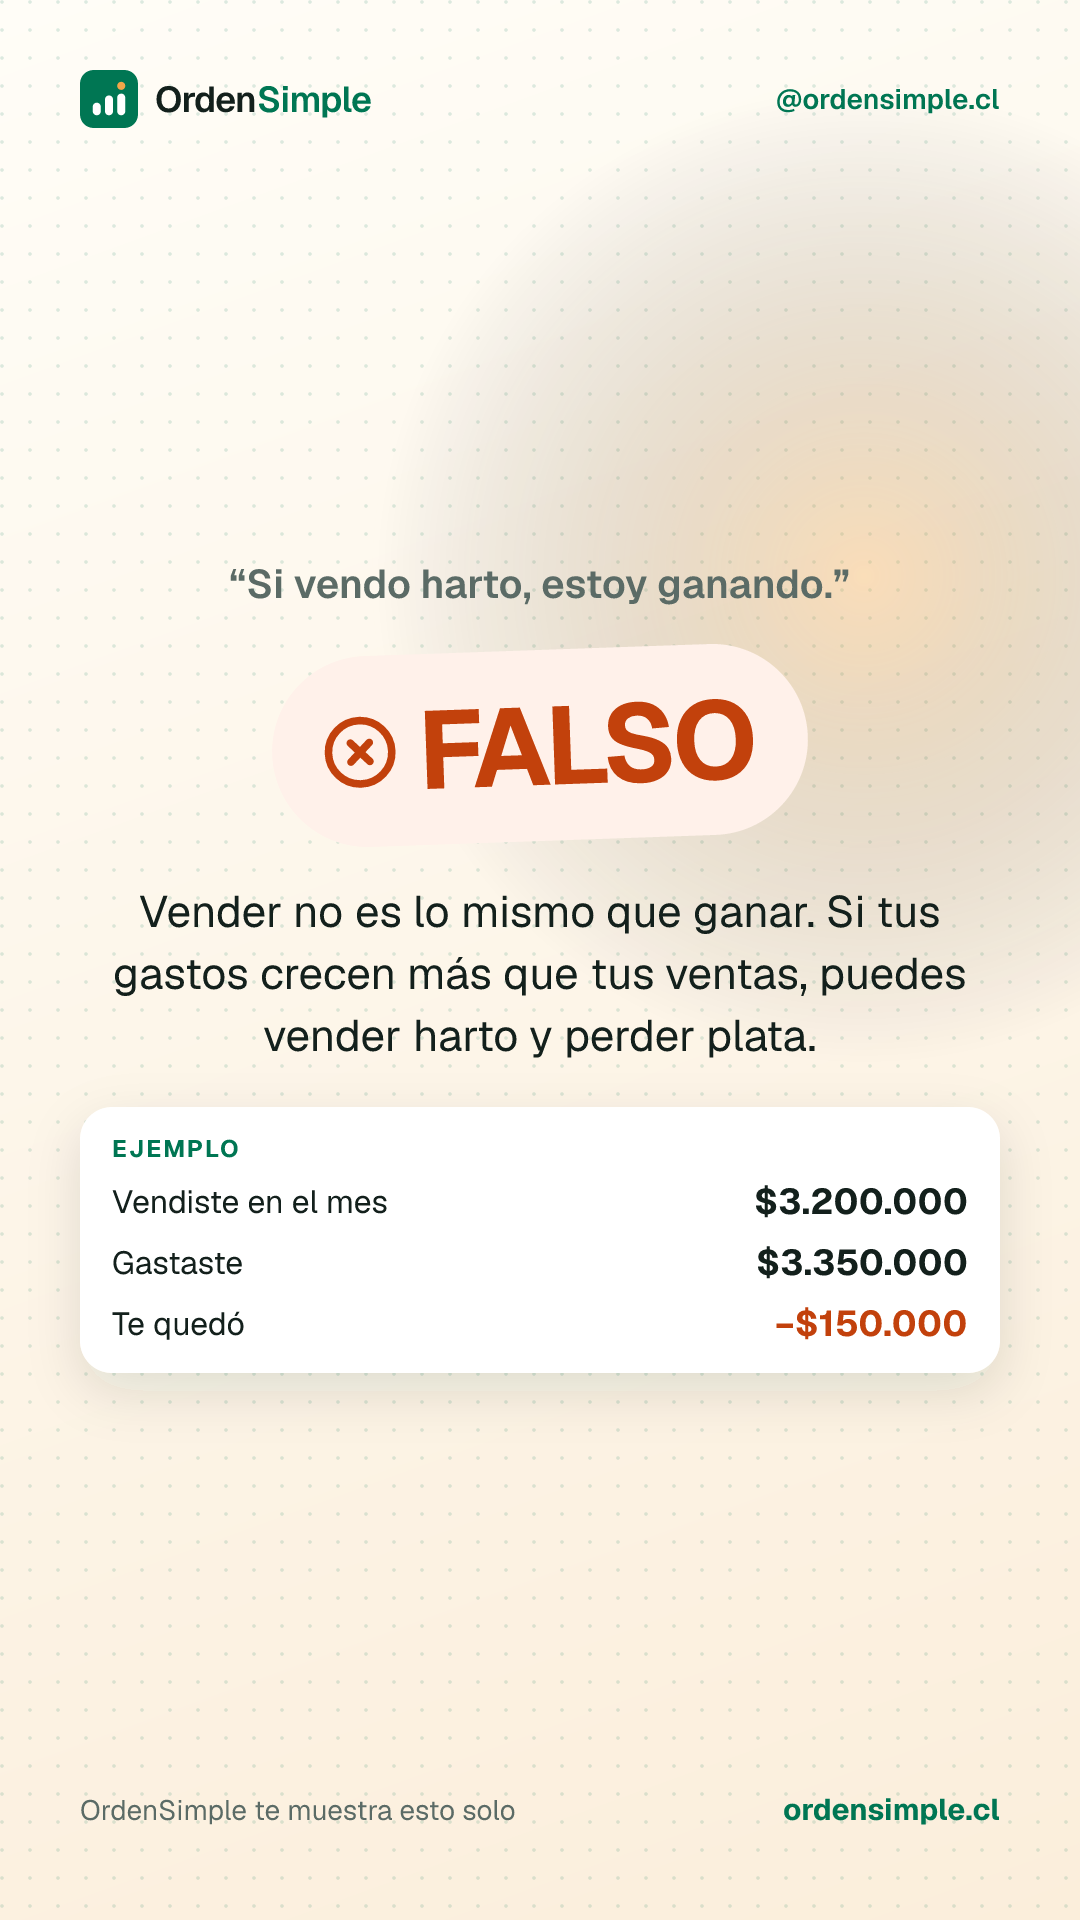 OrdenSimple
@ordensimple.cl
“Si vendo harto, estoy ganando.”
FALSO
Vender no es lo mismo que ganar. Si tus
gastos crecen más que tus ventas, puedes
vender harto y perder plata.
EJEMPLO
Vendiste en el mes $3.200.000
Gastaste $3.350.000
Te quedó –$150.000
OrdenSimple te muestra esto solo
ordensimple.cl